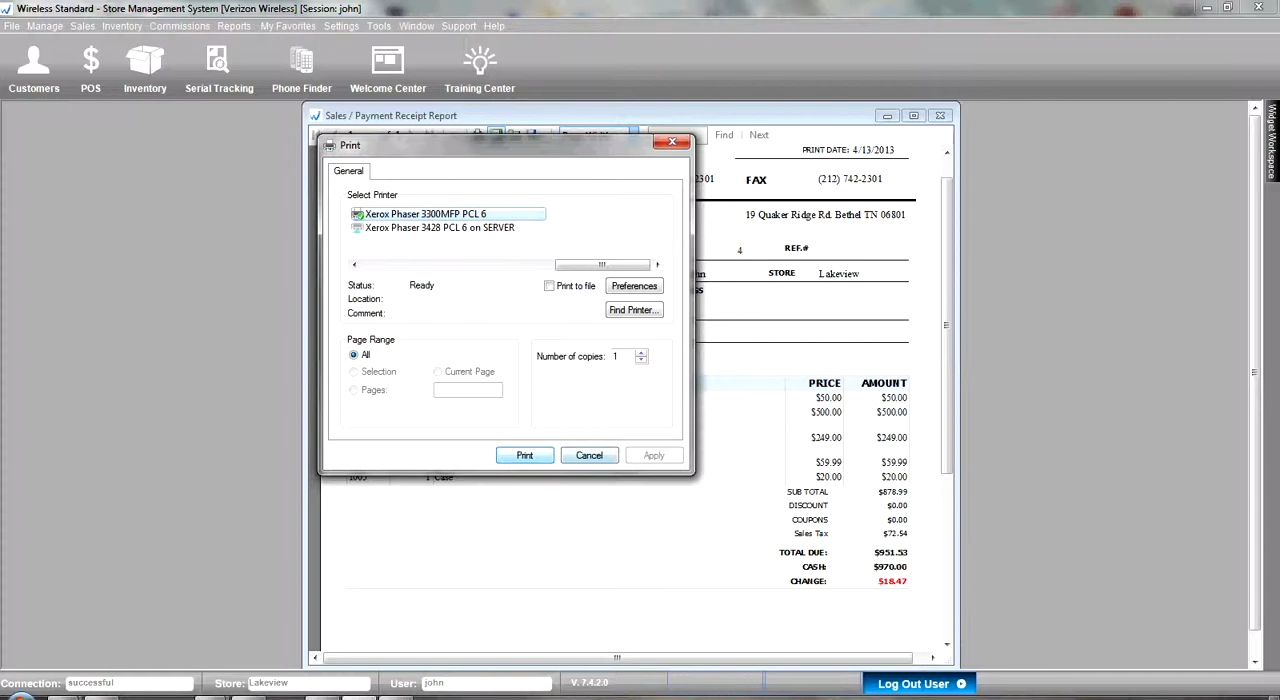 Wireless Standard - Store Management System [Verizon Wireless] [Session: john]
File Manage Sales Inventory Commissions Reports My Favorites Settings Tools Window Support Help
Customers POS Inventory Serial Tracking Phone Finder Welcome Center Training Center
Sales / Payment Receipt Report
Find | Next
Print
PRINT DATE: 4/13/2013
General
2301 FAX (212) 742-2301
Select Printer
Xerox Phaser 3300MFP PCL 6
19 Quaker Ridge Rd. Bethel TN 06801
Xerox Phaser 3428 PCL 6 on SERVER
4 REF.#
STORE Lakeview
Status: Ready
Print to file
Preferences
Location:
Comment:
Find Printer...
Page Range
All
Number of copies: 1
Selection
Current Page
Pages:
PRICE AMOUNT
$50.00 $50.00
$500.00 $500.00
$249.00 $249.00
Print Cancel Apply
$59.99 $59.99
1005 1 Case $20.00 $20.00
SUB TOTAL $878.99
DISCOUNT $0.00
COUPONS $0.00
Sales Tax $72.54
TOTAL DUE: $951.53
CASH: $970.00
CHANGE: $18.47
Connection: successful Store: Lakeview User: john V. 7.4.2.0 Log Out User
Widget Workspace